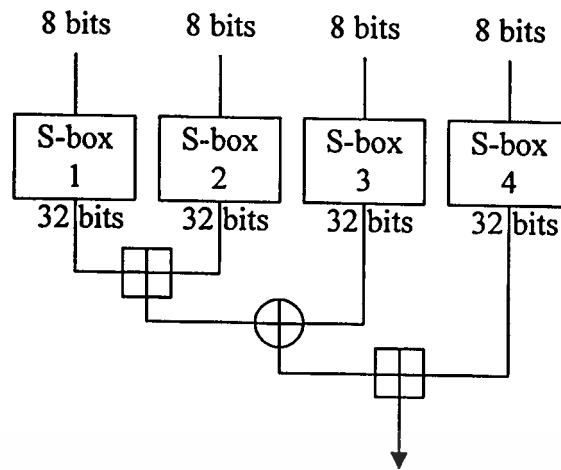 8 bits 8 bits 8 bits 8 bits
S-box S-box S-box S-box
1 2 3 4
32 bits 32 bits 32 bits 32 bits